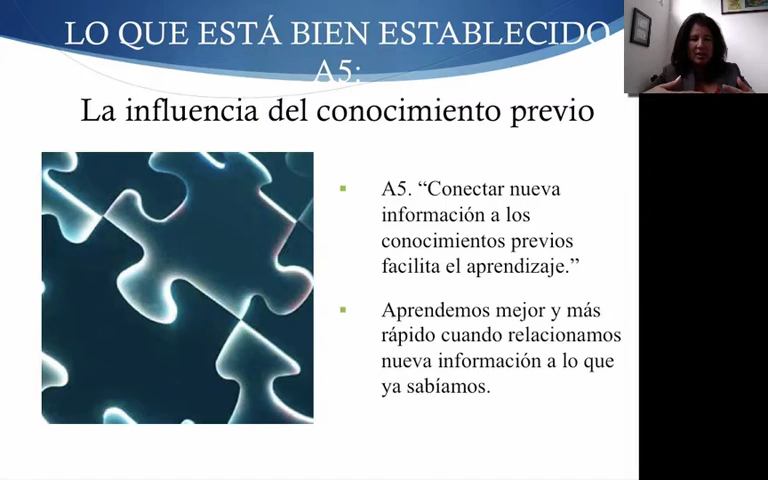 LO QUE ESTÁ BIEN ESTABLECIDO
A5:
La influencia del conocimiento previo
A5. “Conectar nueva
información a los
conocimientos previos
facilita el aprendizaje.”
Aprendemos mejor y más
rápido cuando relacionamos
nueva información a lo que
ya sabíamos.